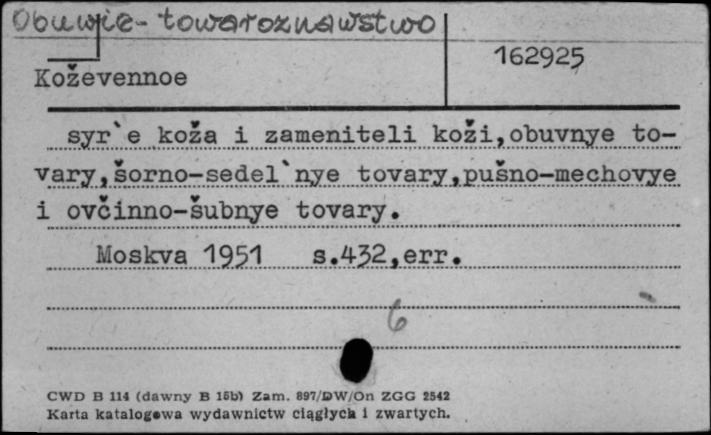 Obuwie - towaroznawstwo
162925
Koževennoe
syr`e koža i zameniteli koži,obuvnye to-
vary,šorno-sedel`nye tovary,pušno-mechovye
i ovčinno-šubnye tovary.
Moskva 1951 s.432,err.
6
CWD B 114 (dawny B 15b) Zam. 897/DW/On ZGG 2542
Karta katalogowa wydawnictw ciągłych i zwartych.